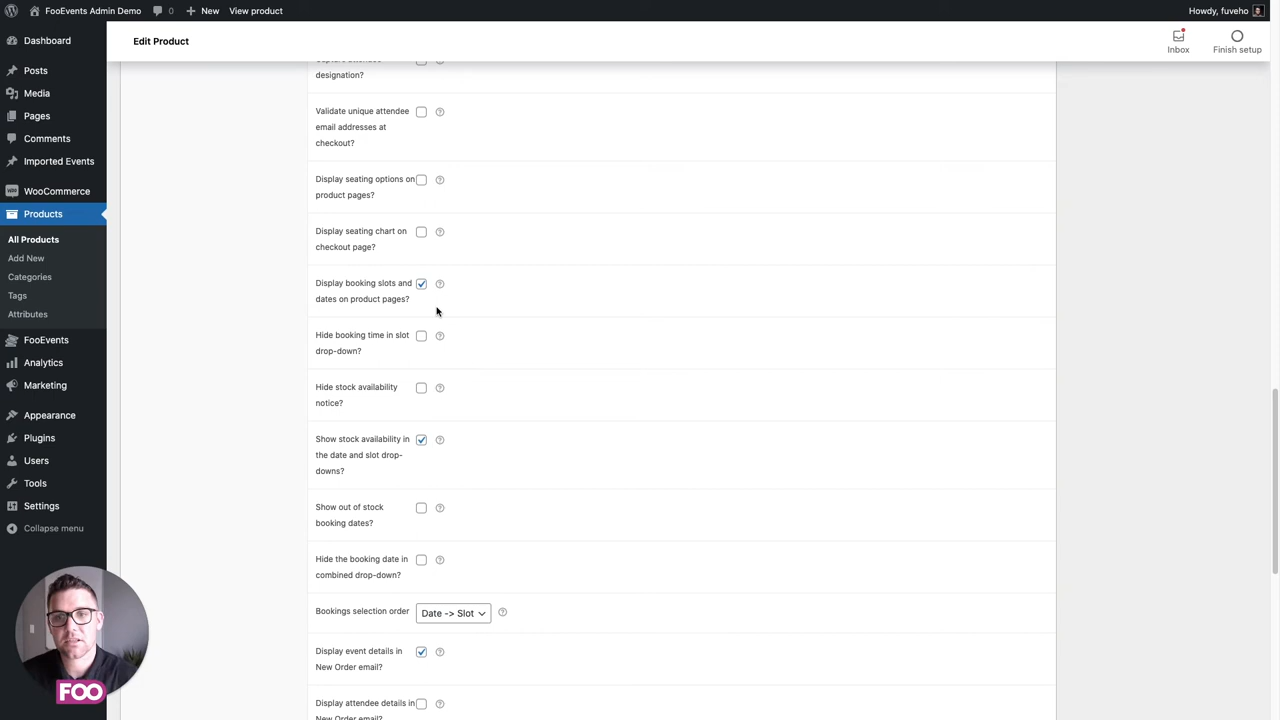 FooEvents Admin Demo
0
New
View product
Howdy, fuveho
Edit Product
Inbox
Finish setup
Dashboard
Posts
Media
Pages
Comments
Imported Events
WooCommerce
Products
All Products
Add New
Categories
Tags
Attributes
FooEvents
Analytics
Marketing
Appearance
Plugins
Users
Tools
Settings
Collapse menu
FOO
Capture attendee
designation?
Validate unique attendee
email addresses at
checkout?
Display seating options on
product pages?
Display seating chart on
checkout page?
Display booking slots and
dates on product pages?
Hide booking time in slot
drop-down?
Hide stock availability
notice?
Show stock availability in
the date and slot drop-
downs?
Show out of stock
booking dates?
Hide the booking date in
combined drop-down?
Bookings selection order
Date -> Slot
Display event details in
New Order email?
Display attendee details in
New Order email?